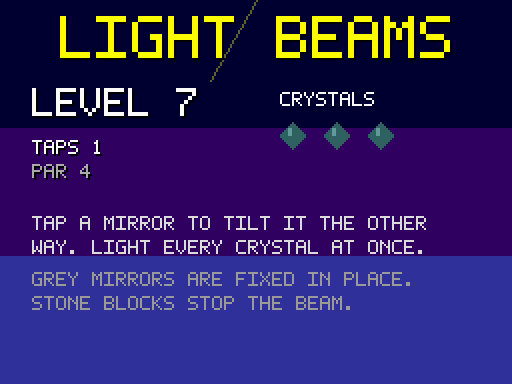 LIGHT BEAMS
LEVEL 7
CRYSTALS
TAPS 1
PAR 4
TAP A MIRROR TO TILT IT THE OTHER
WAY. LIGHT EVERY CRYSTAL AT ONCE.
GREY MIRRORS ARE FIXED IN PLACE.
STONE BLOCKS STOP THE BEAM.